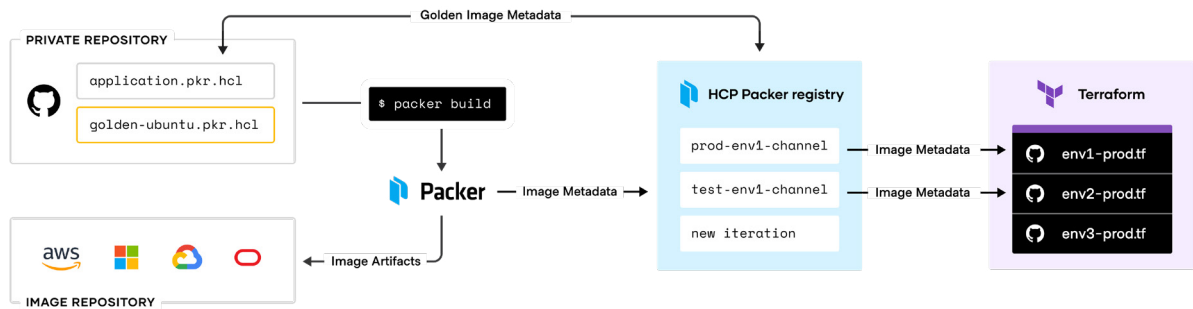 Golden Image Metadata
PRIVATE REPOSITORY
application.pkr.hcl
golden-ubuntu.pkr.hcl
$ packer build
Packer
Image Metadata
Image Artifacts
aws
IMAGE REPOSITORY
HCP Packer registry
prod-env1-channel
test-env1-channel
new iteration
Image Metadata
Image Metadata
Terraform
env1-prod.tf
env2-prod.tf
env3-prod.tf